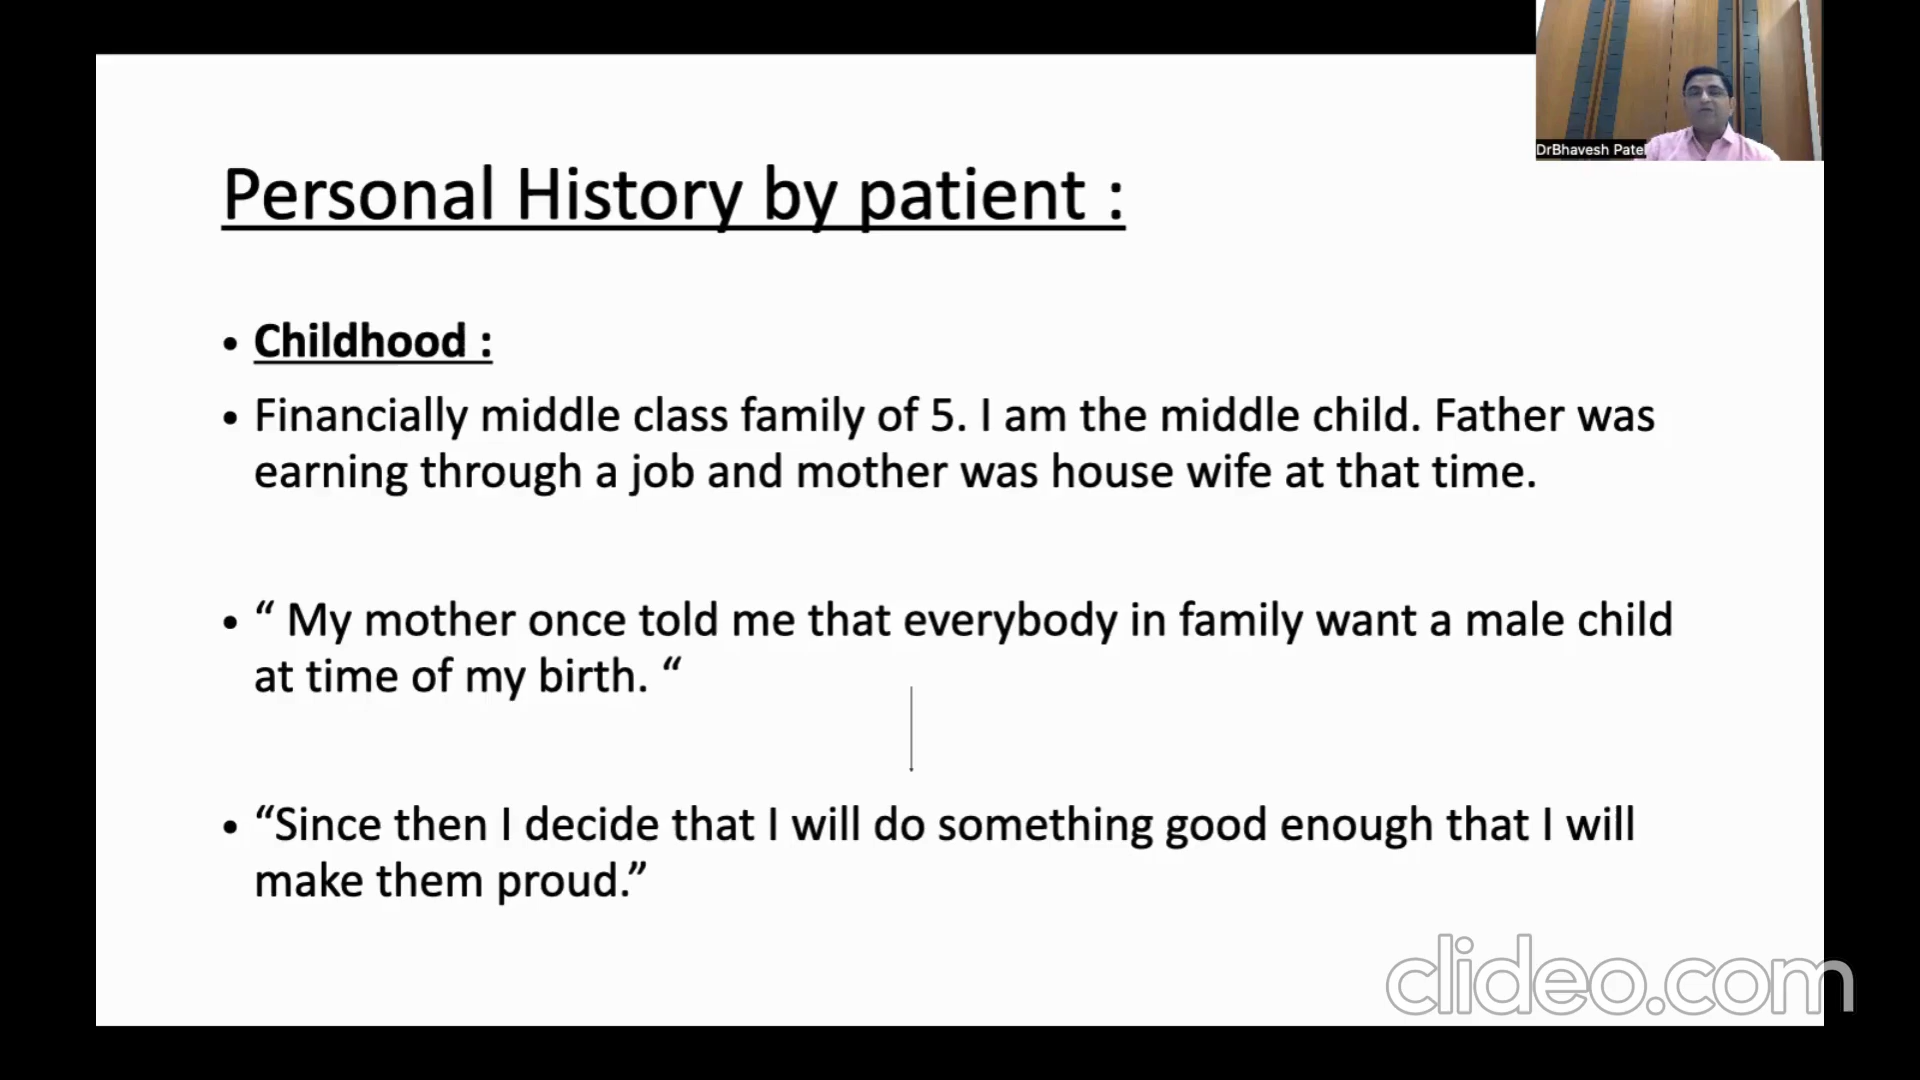 DrBhavesh Patel
Personal History by patient :
• Childhood :
• Financially middle class family of 5. I am the middle child. Father was
earning through a job and mother was house wife at that time.
• “ My mother once told me that everybody in family want a male child
at time of my birth. “
• “Since then I decide that I will do something good enough that I will
make them proud.”
clideo.com